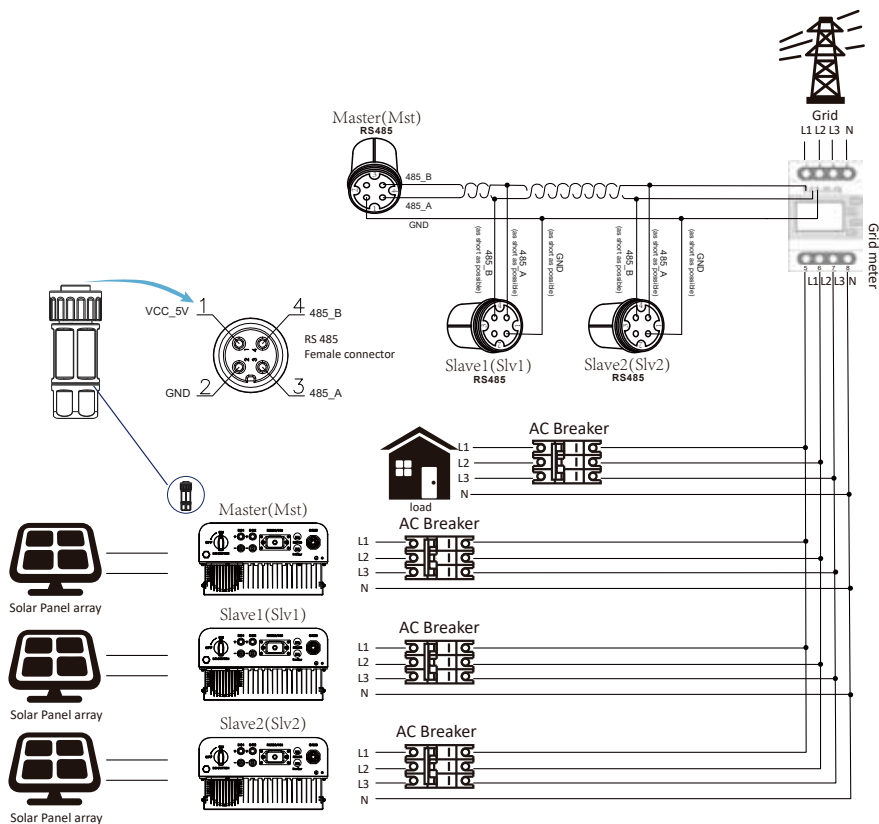 Grid
L1 L2 L3 N
Master(Mst)
RS485
485_B
485_A
GND
Grid meter
5 6 7 8
L1 L2 L3 N
485_B
(as short as possible)
485_A
(as short as possible)
GND
(as short as possible)
485_B
(as short as possible)
485_A
(as short as possible)
GND
(as short as possible)
Slave1(Slv1)
RS485
Slave2(Slv2)
RS485
VCC_5V 1
4 485_B
RS 485
Female connector
GND 2
3 485_A
AC Breaker
L1
L2
L3
N
load
Master(Mst)
AC Breaker
L1
L2
L3
N
Solar Panel array
Slave1(Slv1)
AC Breaker
L1
L2
L3
N
Solar Panel array
Slave2(Slv2)
AC Breaker
L1
L2
L3
N
Solar Panel array